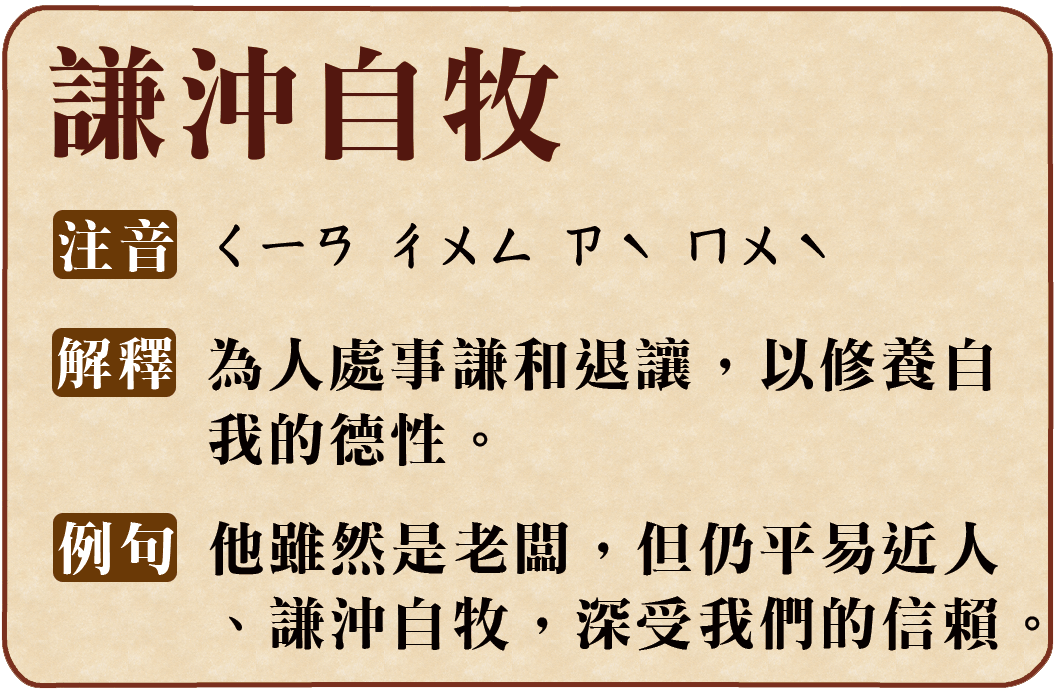 謙沖自牧
注音 ㄑㄧㄢ ㄔㄨㄥ ㄗˋ ㄇㄨˋ
解釋 為人處事謙和退讓，以修養自
我的德性。
例句 他雖然是老闆，但仍平易近人
、謙沖自牧，深受我們的信賴。